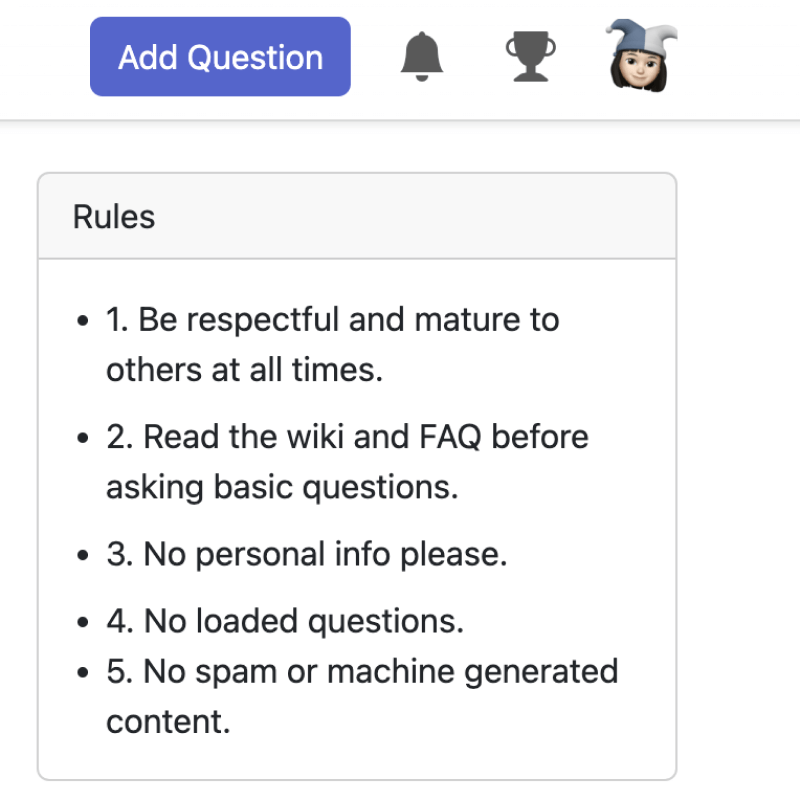 Add Question
Rules
• 1. Be respectful and mature to
others at all times.
• 2. Read the wiki and FAQ before
asking basic questions.
• 3. No personal info please.
• 4. No loaded questions.
• 5. No spam or machine generated
content.